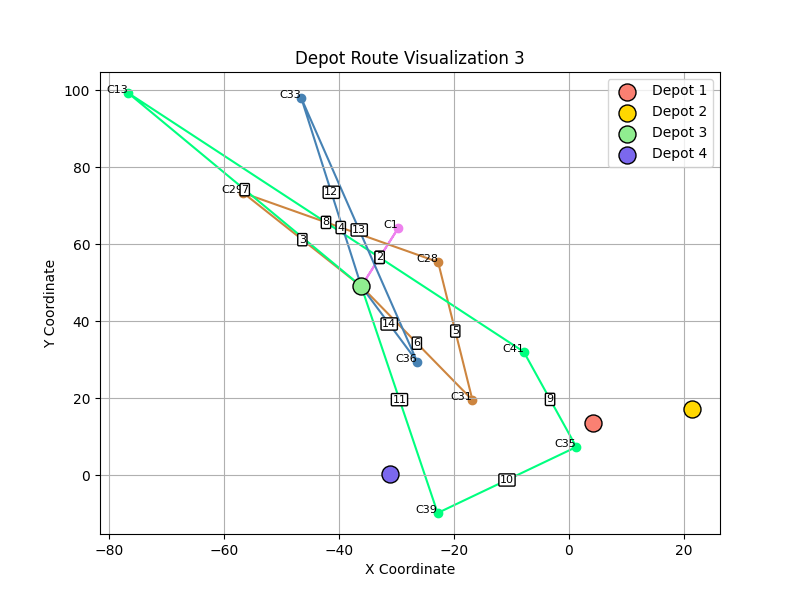 Depot Route Visualization 3
Depot 1
Depot 2
Depot 3
Depot 4
Y Coordinate
100
80
60
40
20
0
C13
C33
C29
7
12
C1
8
4
13
3
2
C28
14
5
6
C41
C36
11
C31
9
C35
10
C39
−80
−60
−40
−20
0
20
X Coordinate